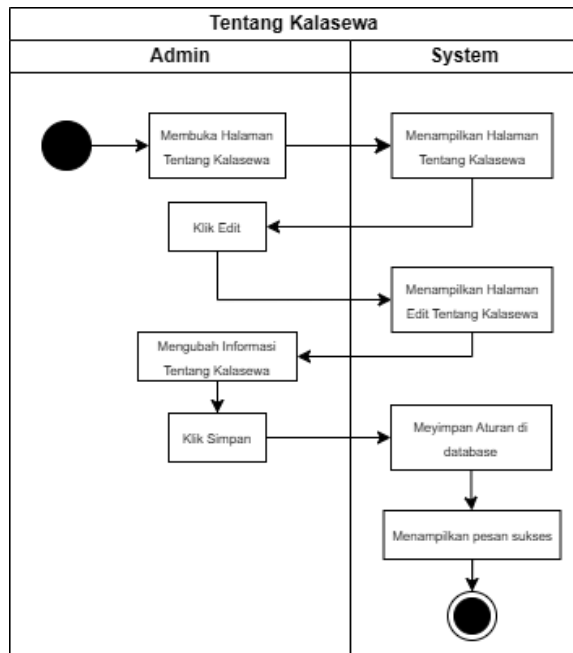 Tentang Kalasewa
Admin
System
Membuka Halaman
Tentang Kalasewa
Menampilkan Halaman
Tentang Kalasewa
Klik Edit
Menampilkan Halaman
Edit Tentang Kalasewa
Mengubah Informasi
Tentang Kalasewa
Klik Simpan
Meyimpan Aturan di
database
Menampilkan pesan sukses